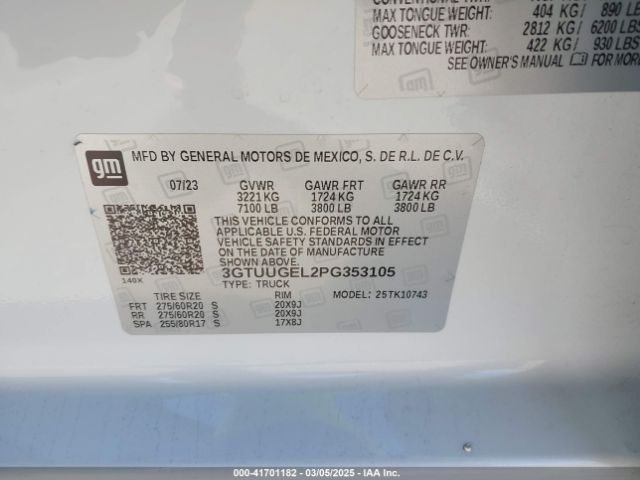 MAX TONGUE WEIGHT: 404 KG/ 890 LBS
GOOSENECK TWR: 2812 KG/ 6200 LBS
MAX TONGUE WEIGHT: 422 KG/ 930 LBS
SEE OWNER'S MANUAL FOR MORE
gm
MFD BY GENERAL MOTORS DE MEXICO, S. DE R.L. DE C.V.
07/23 GVWR GAWR FRT GAWR RR
3221 KG 1724 KG 1724 KG
7100 LB 3800 LB 3800 LB
THIS VEHICLE CONFORMS TO ALL
APPLICABLE U.S. FEDERAL MOTOR
VEHICLE SAFETY STANDARDS IN EFFECT
ON THE DATE OF MANUFACTURE
SHOWN ABOVE.
140X
3GTUUGEL2PG353105
TYPE: TRUCK
TIRE SIZE RIM MODEL: 25TK10743
FRT 275/60R20 S 20X9J
RR 275/60R20 S 20X9J
SPA 255/80R17 S 17X8J
000-41701182 - 03/05/2025 - IAA Inc.